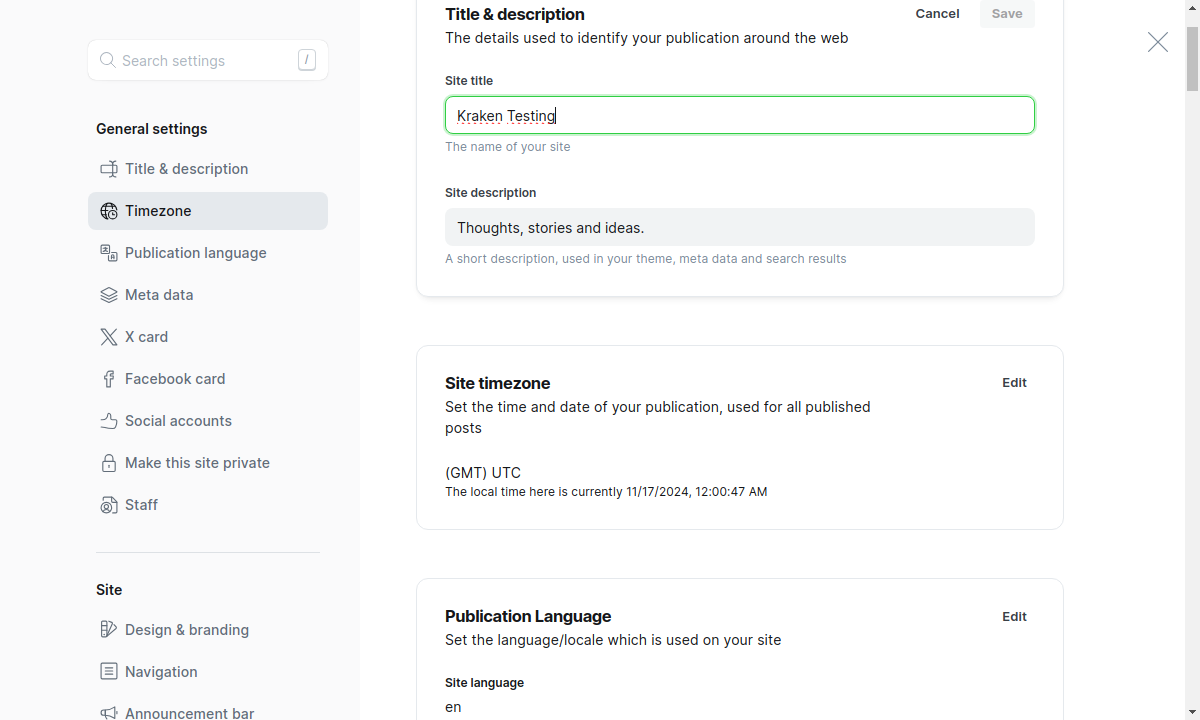 Search settings /
General settings
Title & description
Timezone
Publication language
Meta data
X card
Facebook card
Social accounts
Make this site private
Staff
Site
Design & branding
Navigation
Announcement bar
Title & description
Cancel
Save
The details used to identify your publication around the web
Site title
Kraken Testing
The name of your site
Site description
Thoughts, stories and ideas.
A short description, used in your theme, meta data and search results
Site timezone
Edit
Set the time and date of your publication, used for all published
posts
(GMT) UTC
The local time here is currently 11/17/2024, 12:00:47 AM
Publication Language
Edit
Set the language/locale which is used on your site
Site language
en